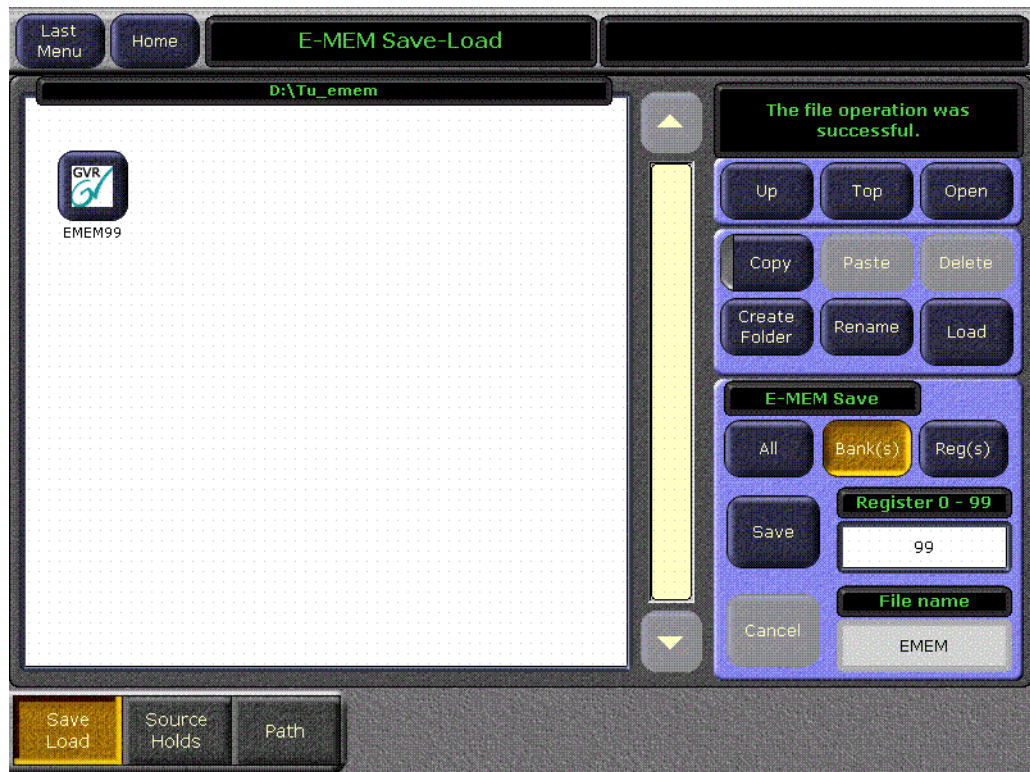 Last
Menu
Home
E-MEM Save-Load
D:\Tu_emem
The file operation was
successful.
GVR
EMEM99
Up
Top
Open
Copy
Paste
Delete
Create
Folder
Rename
Load
E-MEM Save
All
Bank(s)
Reg(s)
Save
Register 0 - 99
99
Cancel
File name
EMEM
Save
Load
Source
Holds
Path